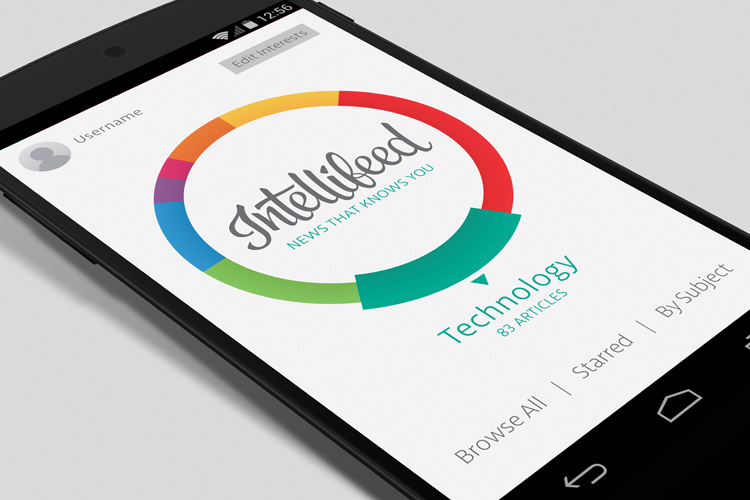 12:56
Edit Interests
Username
Intellifeed
NEWS THAT KNOWS YOU
Technology
83 ARTICLES
Browse All | Starred | By Subject